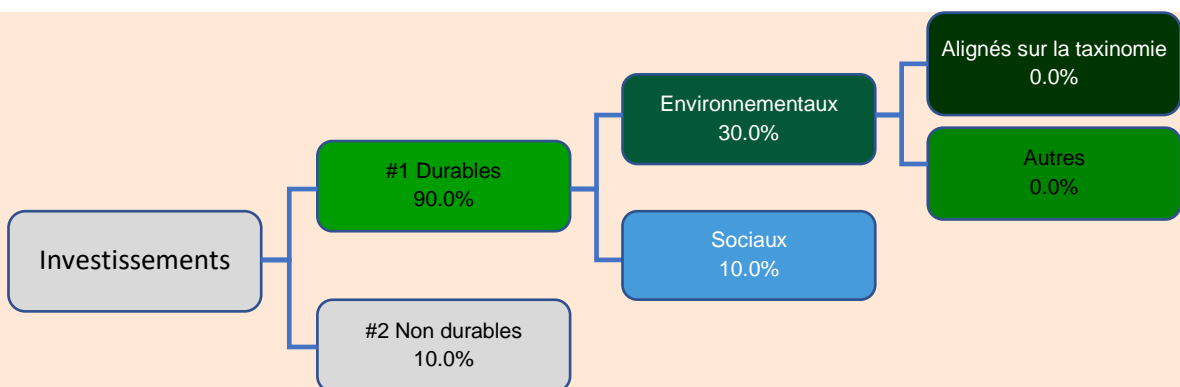 Investissements
#1 Durables
90.0%
#2 Non durables
10.0%
Environnementaux
30.0%
Sociaux
10.0%
Alignés sur la taxinomie
0.0%
Autres
0.0%